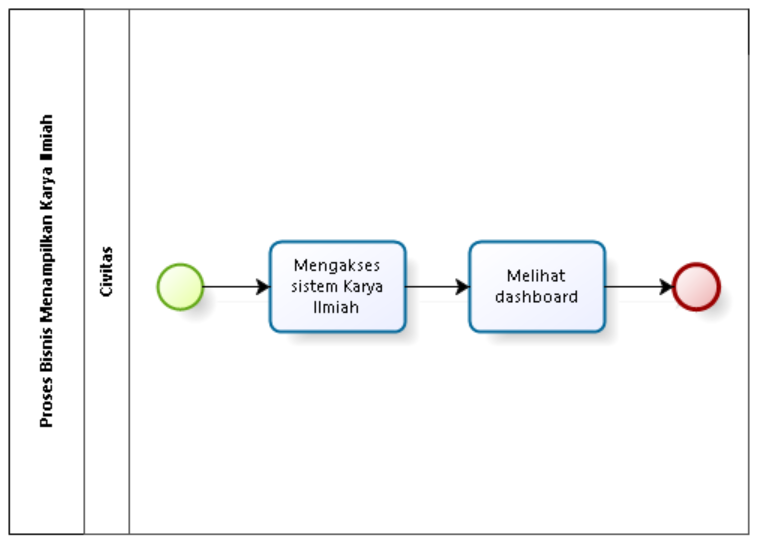 Proses Bisnis Menampilkan Karya Ilmiah
Civitas
Mengakses
sistem Karya
Ilmiah
Melihat
dashboard